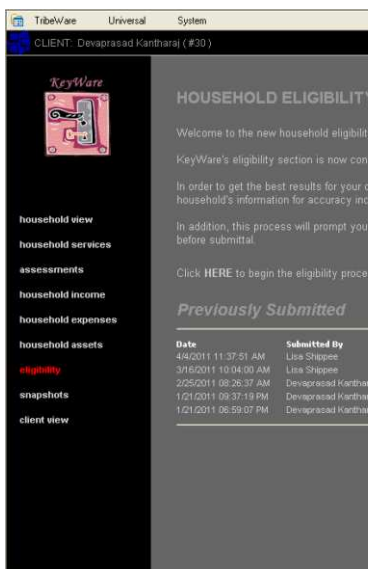 TribeWare Universal System
CLIENT: Devaprasad Kantharaj ( #30 )
KeyWare
household view
household services
assessments
household income
household expenses
household assets
eligibility
snapshots
client view
HOUSEHOLD ELIGIBILITY
Welcome to the new household eligibilit
KeyWare's eligibility section is now con
In order to get the best results for your c
household's information for accuracy inc
In addition, this process will prompt you
before submittal.
Click HERE to begin the eligibility proce
Previously Submitted
Date Submitted By
4/4/2011 11:37:51 AM Lisa Shippee
3/16/2011 10:04:00 AM Lisa Shippee
2/25/2011 08:26:37 AM Devaprasad Kanthar
1/21/2011 09:37:19 PM Devaprasad Kanthar
1/21/2011 06:59:07 PM Devaprasad Kanthar